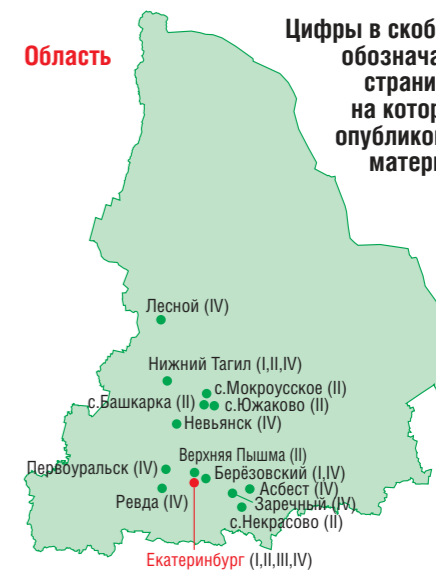 Область
Цифры в скоб
обознача
страни
на котор
опубликов
матери
Лесной (IV)
Нижний Тагил (I,II,IV)
с.Мокроусское (II)
с.Башкарка (II)
с.Южаково (II)
Невьянск (IV)
Верхняя Пышма (II)
Первоуральск (IV)
Берёзовский (I,IV)
Асбест (IV)
Ревда (IV)
Заречный (IV)
с.Некрасово (II)
Екатеринбург (I,II,III,IV)